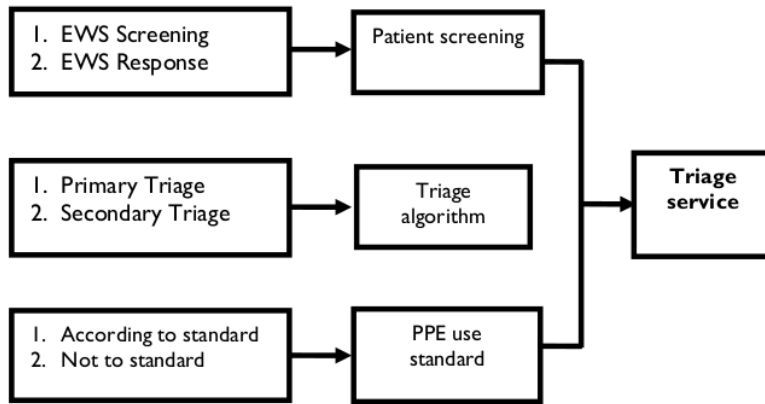 1. EWS Screening
2. EWS Response
Patient screening
1. Primary Triage
2. Secondary Triage
Triage
algorithm
Triage
service
1. According to standard
2. Not to standard
PPE use
standard